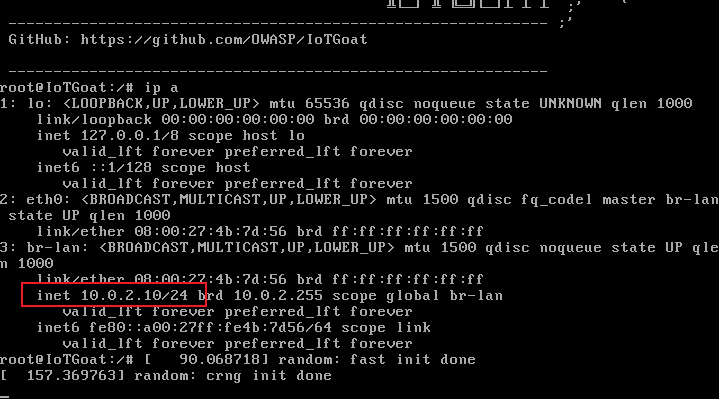 ------------------------------------------------------- ;'
GitHub: https://github.com/OWASP/IoTGoat
-------------------------------------------------------
root@IoTGoat:/# ip a
1: lo: <LOOPBACK,UP,LOWER_UP> mtu 65536 qdisc noqueue state UNKNOWN qlen 1000
    link/loopback 00:00:00:00:00:00 brd 00:00:00:00:00:00
    inet 127.0.0.1/8 scope host lo
       valid_lft forever preferred_lft forever
    inet6 ::1/128 scope host
       valid_lft forever preferred_lft forever
2: eth0: <BROADCAST,MULTICAST,UP,LOWER_UP> mtu 1500 qdisc fq_codel master br-lan
 state UP qlen 1000
    link/ether 08:00:27:4b:7d:56 brd ff:ff:ff:ff:ff:ff
3: br-lan: <BROADCAST,MULTICAST,UP,LOWER_UP> mtu 1500 qdisc noqueue state UP qle
n 1000
    link/ether 08:00:27:4b:7d:56 brd ff:ff:ff:ff:ff:ff
    inet 10.0.2.10/24 brd 10.0.2.255 scope global br-lan
       valid_lft forever preferred_lft forever
    inet6 fe80::a00:27ff:fe4b:7d56/64 scope link
       valid_lft forever preferred_lft forever
root@IoTGoat:/# [   90.068718] random: fast init done
[  157.369763] random: crng init done